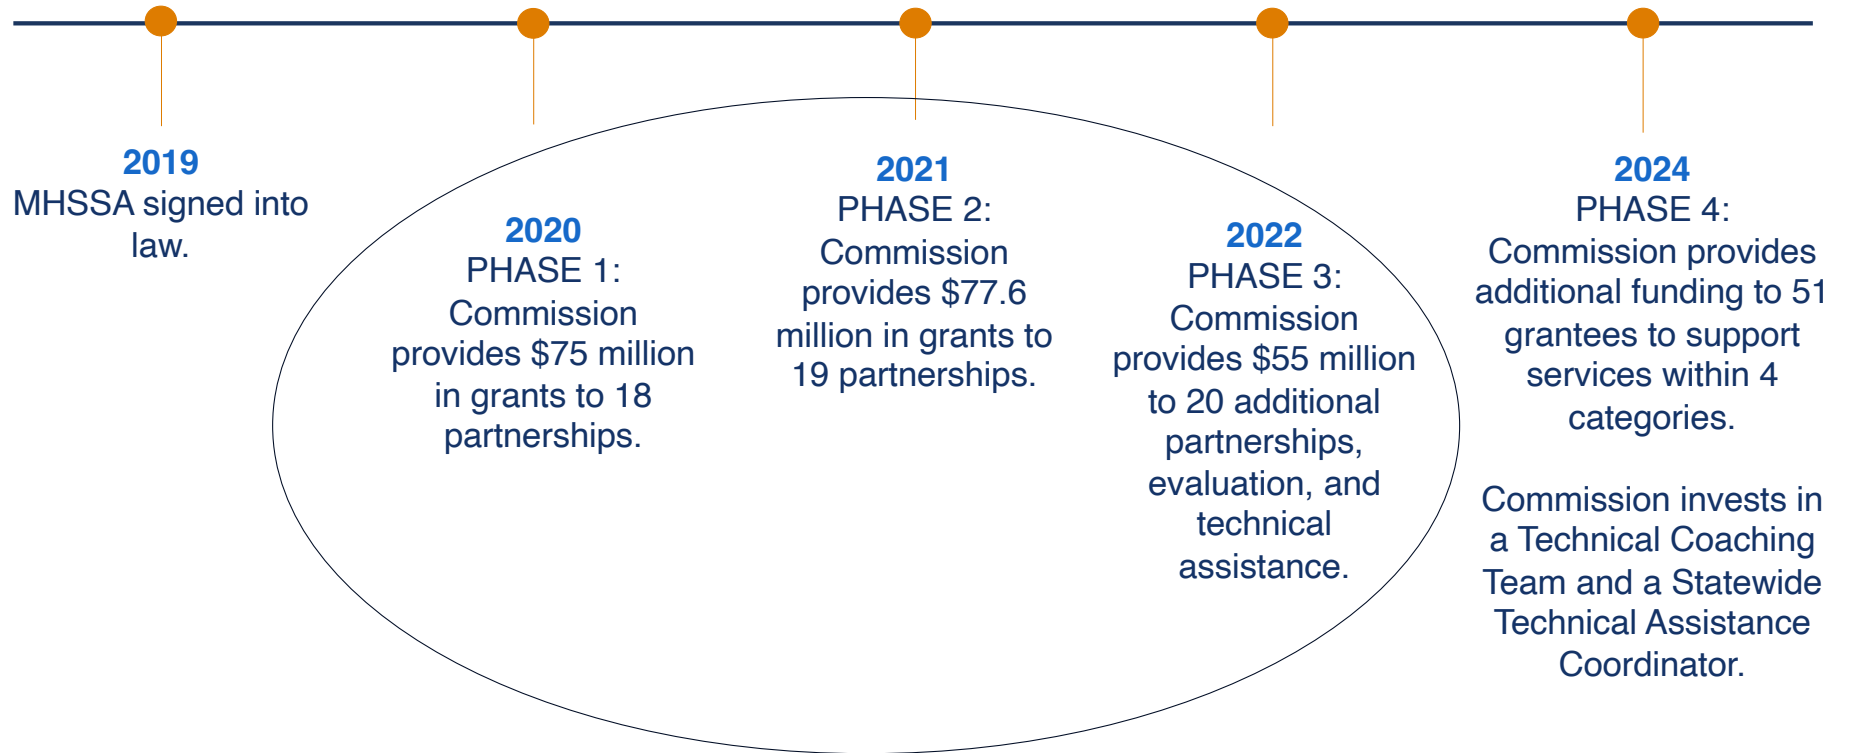 2019
MHSSA signed into
law.
2020
PHASE 1:
Commission
provides $75 million
in grants to 18
partnerships.
2021
PHASE 2:
Commission
provides $77.6
million in grants to
19 partnerships.
2022
PHASE 3:
Commission
provides $55 million
to 20 additional
partnerships,
evaluation, and
technical
assistance.
2024
PHASE 4:
Commission provides
additional funding to 51
grantees to support
services within 4
categories.
Commission invests in
a Technical Coaching
Team and a Statewide
Technical Assistance
Coordinator.